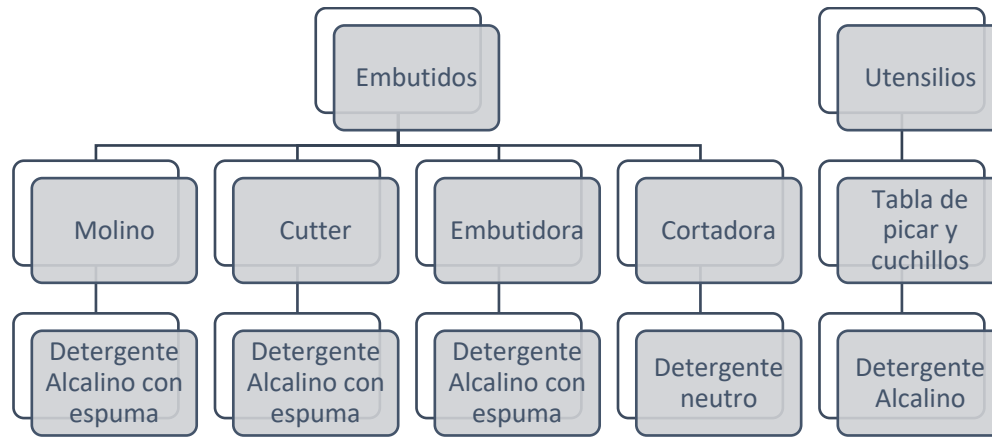 Embutidos
Utensilios
Molino
Cutter
Embutidora
Cortadora
Tabla de
picar y
cuchillos
Detergente
Alcalino con
espuma
Detergente
Alcalino con
espuma
Detergente
Alcalino con
espuma
Detergente
neutro
Detergente
Alcalino